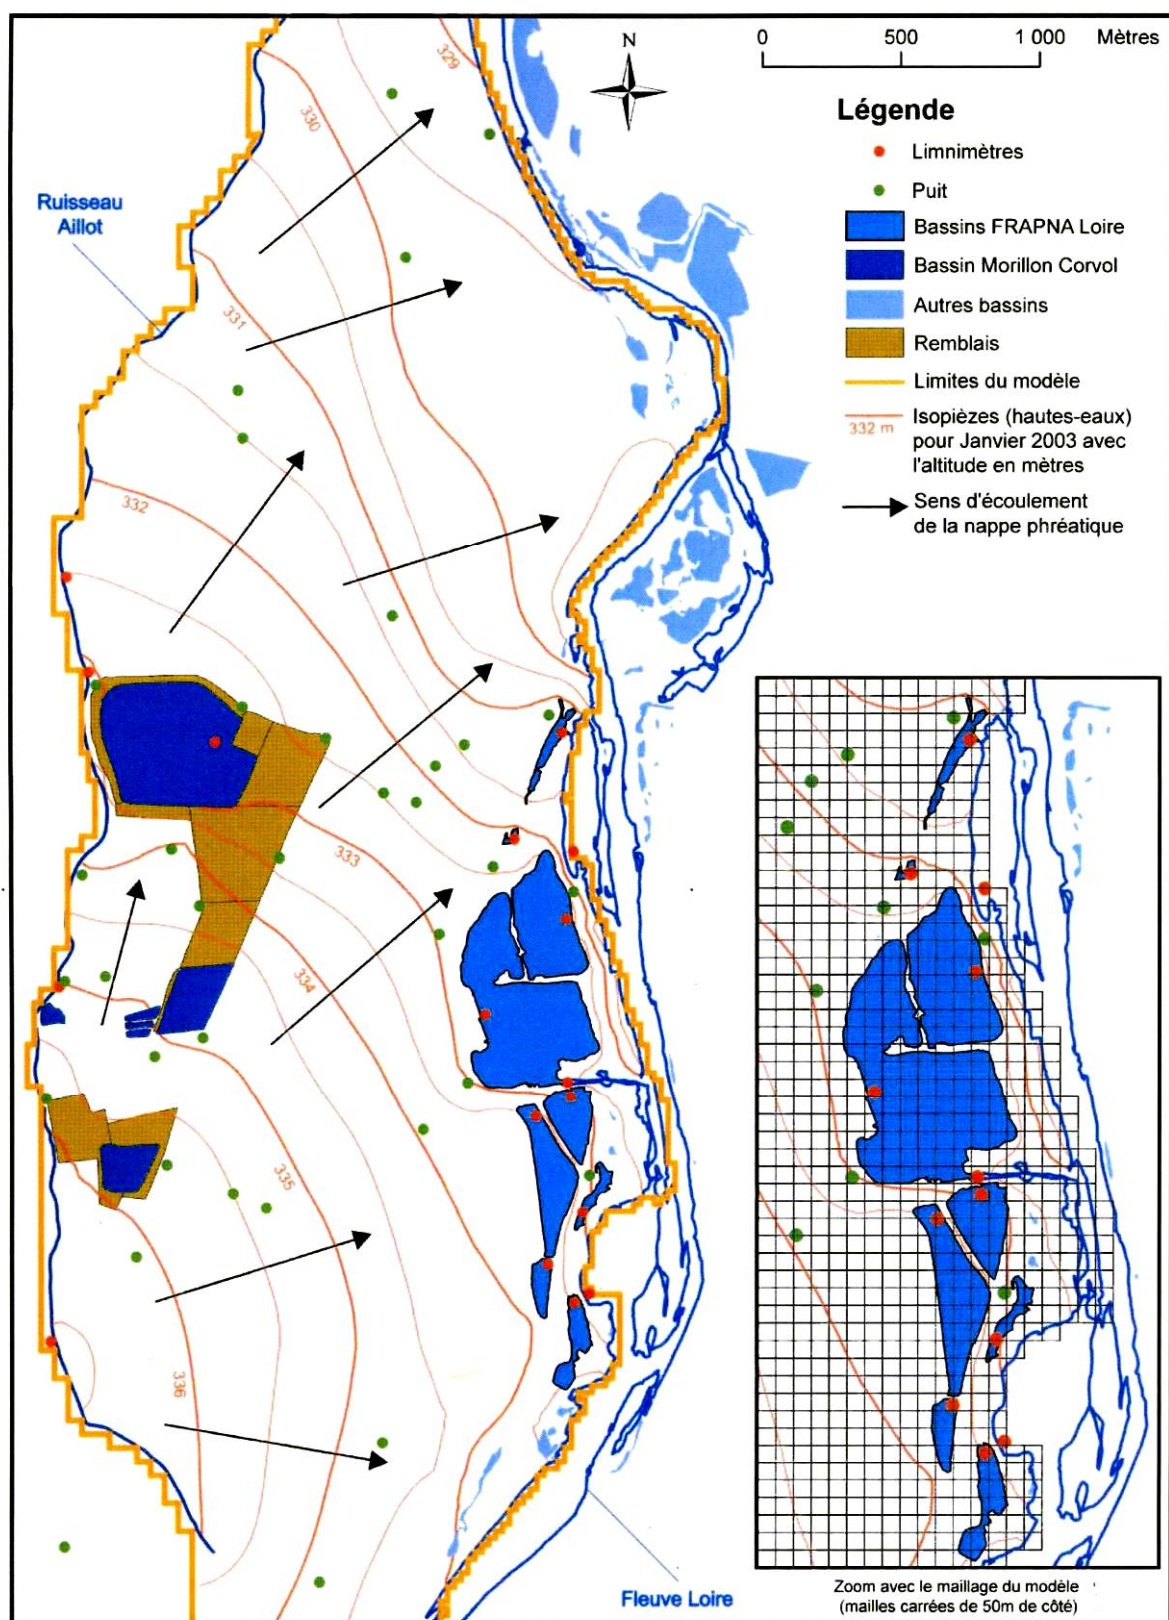 0 500 1 000 Mètres
N
329
330
Légende
Limnimètres
Puit
Bassins FRAPNA Loire
Bassin Morillon Corvol
Autres bassins
Remblais
Limites du modèle
332 m
Isopièzes (hautes-eaux)
pour Janvier 2003 avec
l'altitude en mètres
Sens d'écoulement
de la nappe phréatique
Ruisseau
Aillot
331
332
333
334
335
336
Fleuve Loire
Zoom avec le maillage du modèle
(mailles carrées de 50m de côté)